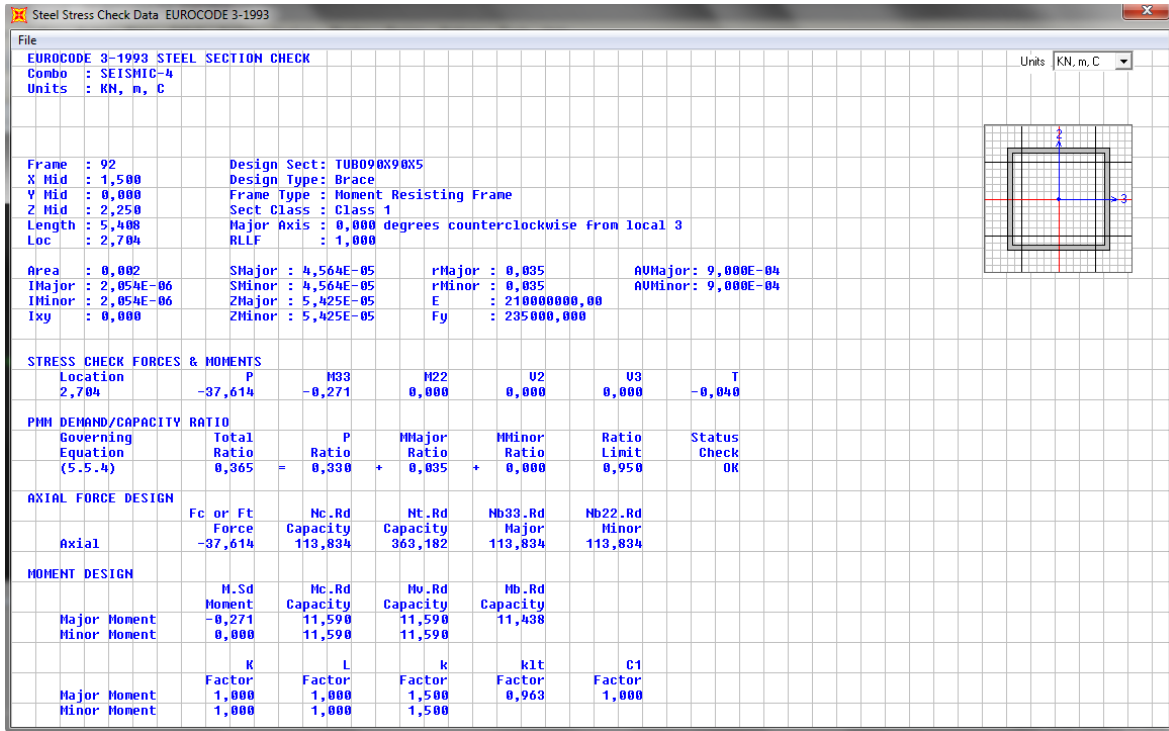 Steel Stress Check Data EUROCODE 3-1993
File
EUROCODE 3-1993 STEEL SECTION CHECK
Units KN, m, C
Combo : SEISMIC-4
Units : KN, m, C
2
3
Frame : 92 Design Sect: TUBO90X90X5
X Mid : 1,500 Design Type: Brace
Y Mid : 0,000 Frame Type : Moment Resisting Frame
Z Mid : 2,250 Sect Class : Class 1
Length : 5,408 Major Axis : 0,000 degrees counterclockwise from local 3
Loc : 2,704 RLLF : 1,000
Area : 0,002 SMajor : 4,564E-05 rMajor : 0,035 AVMajor: 9,000E-04
IMajor : 2,054E-06 SMinor : 4,564E-05 rMinor : 0,035 AVMinor: 9,000E-04
IMinor : 2,054E-06 ZMajor : 5,425E-05 E : 210000000,00
Ixy : 0,000 ZMinor : 5,425E-05 Fy : 235000,000
STRESS CHECK FORCES & MOMENTS
Location P M33 M22 V2 V3 T
2,704 -37,614 -0,271 0,000 0,000 0,000 -0,040
PMM DEMAND/CAPACITY RATIO
Governing Total P MMajor MMinor Ratio Status
Equation Ratio Ratio Ratio Ratio Limit Check
(5.5.4) 0,365 = 0,330 + 0,035 + 0,000 0,950 OK
AXIAL FORCE DESIGN
Fc or Ft Nc.Rd Nt.Rd Nb33.Rd Nb22.Rd
Force Capacity Capacity Major Minor
Axial -37,614 113,834 363,182 113,834 113,834
MOMENT DESIGN
M.Sd Mc.Rd Mv.Rd Mb.Rd
Moment Capacity Capacity Capacity
Major Moment -0,271 11,590 11,590 11,438
Minor Moment 0,000 11,590 11,590
K L k klt C1
Factor Factor Factor Factor Factor
Major Moment 1,000 1,000 1,500 0,963 1,000
Minor Moment 1,000 1,000 1,500